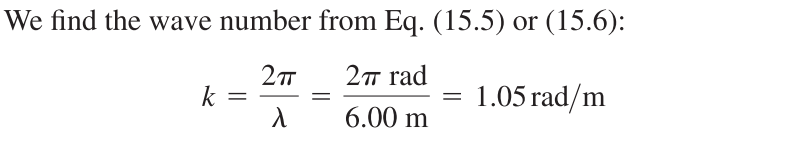 We find the wave number from Eq. (15.5) or (15.6):
k = 2π/λ = 2π rad/6.00 m = 1.05 rad/m